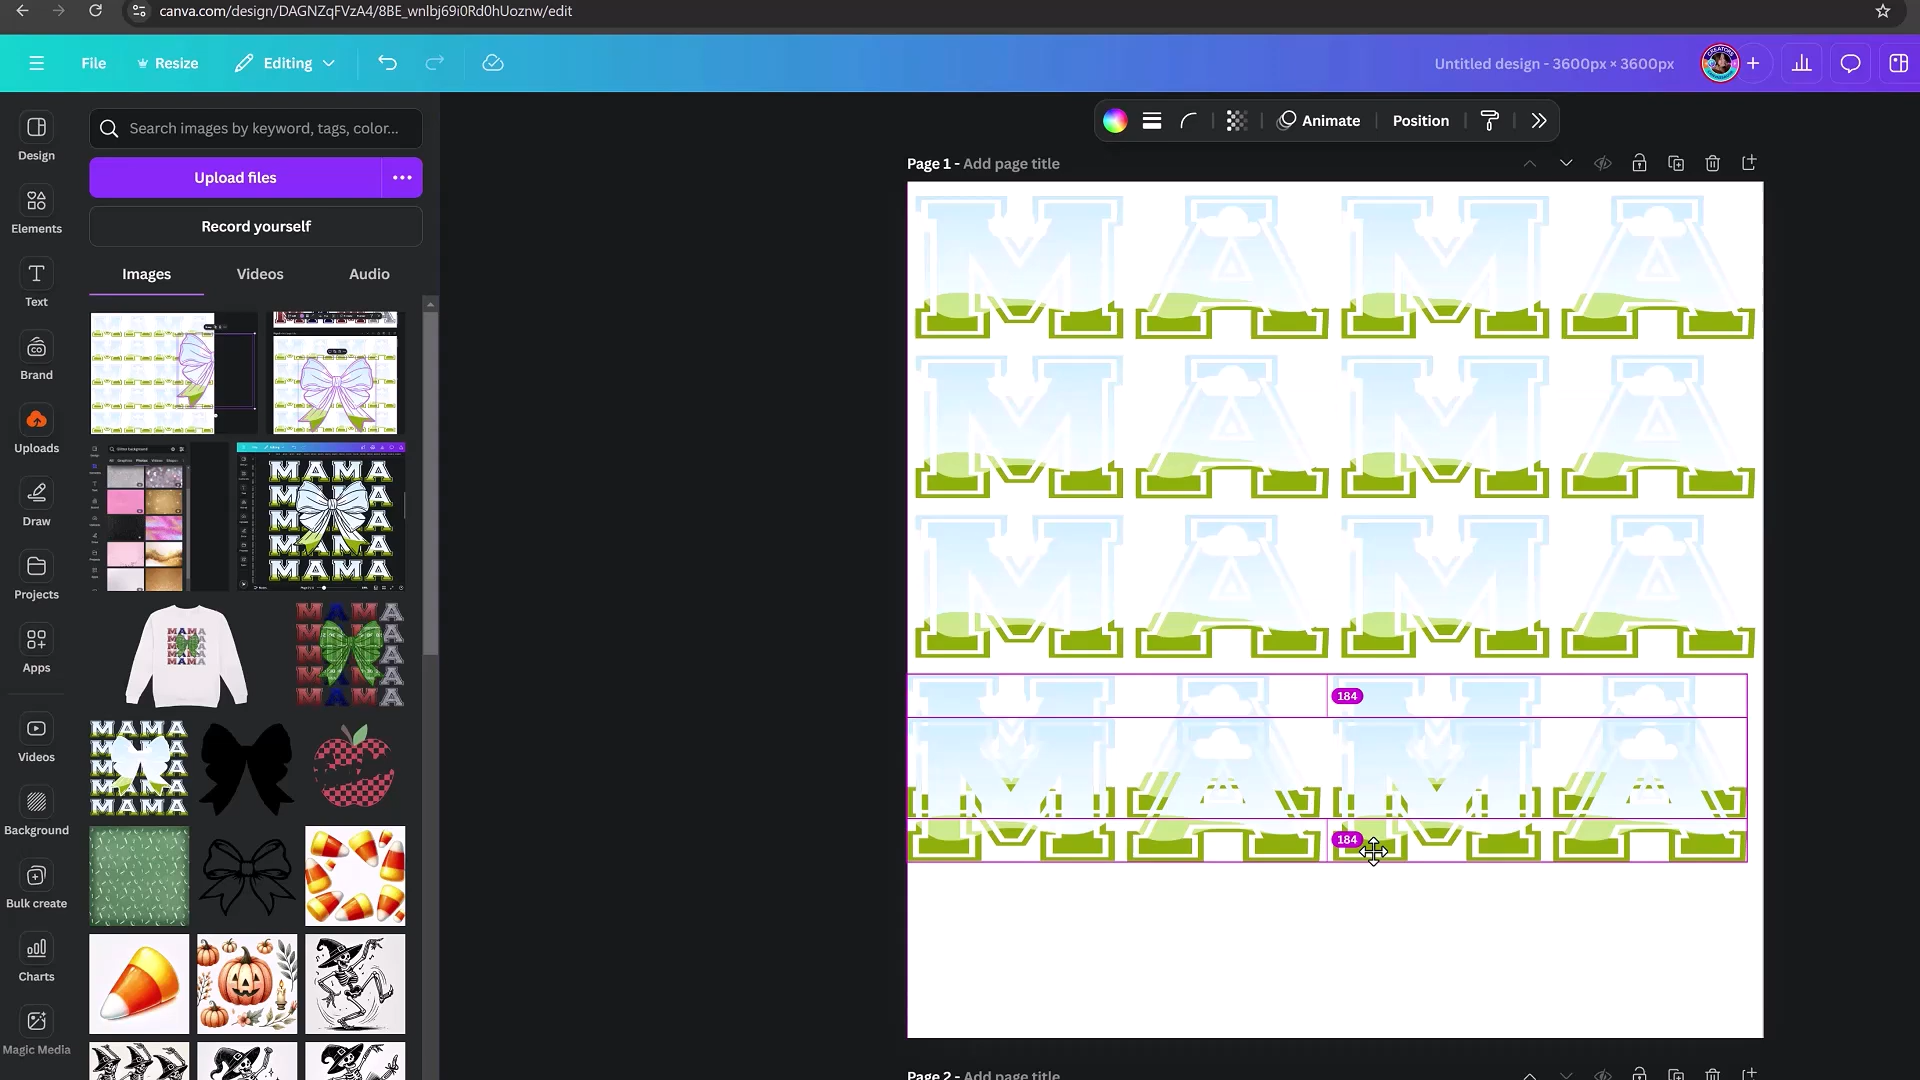 canva.com/design/DAGNZqFVzA4/8BE_wnlbj69i0Rd0hUoznw/edit
File
Resize
Editing
Untitled design - 3600px × 3600px
Design
Elements
Text
Brand
Uploads
Draw
Projects
Apps
Videos
Background
Bulk create
Charts
Magic Media
Search images by keyword, tags, color...
Upload files
Record yourself
Images Videos Audio
MAMA
MAMA
MAMA
MAMA
MAMA
MAMA
MAMA
MAMA
Animate
Position
Page 1 - Add page title
MAMA
MAMA
MAMA
MAMA
MAMA
184
184
Page 2 - Add page title